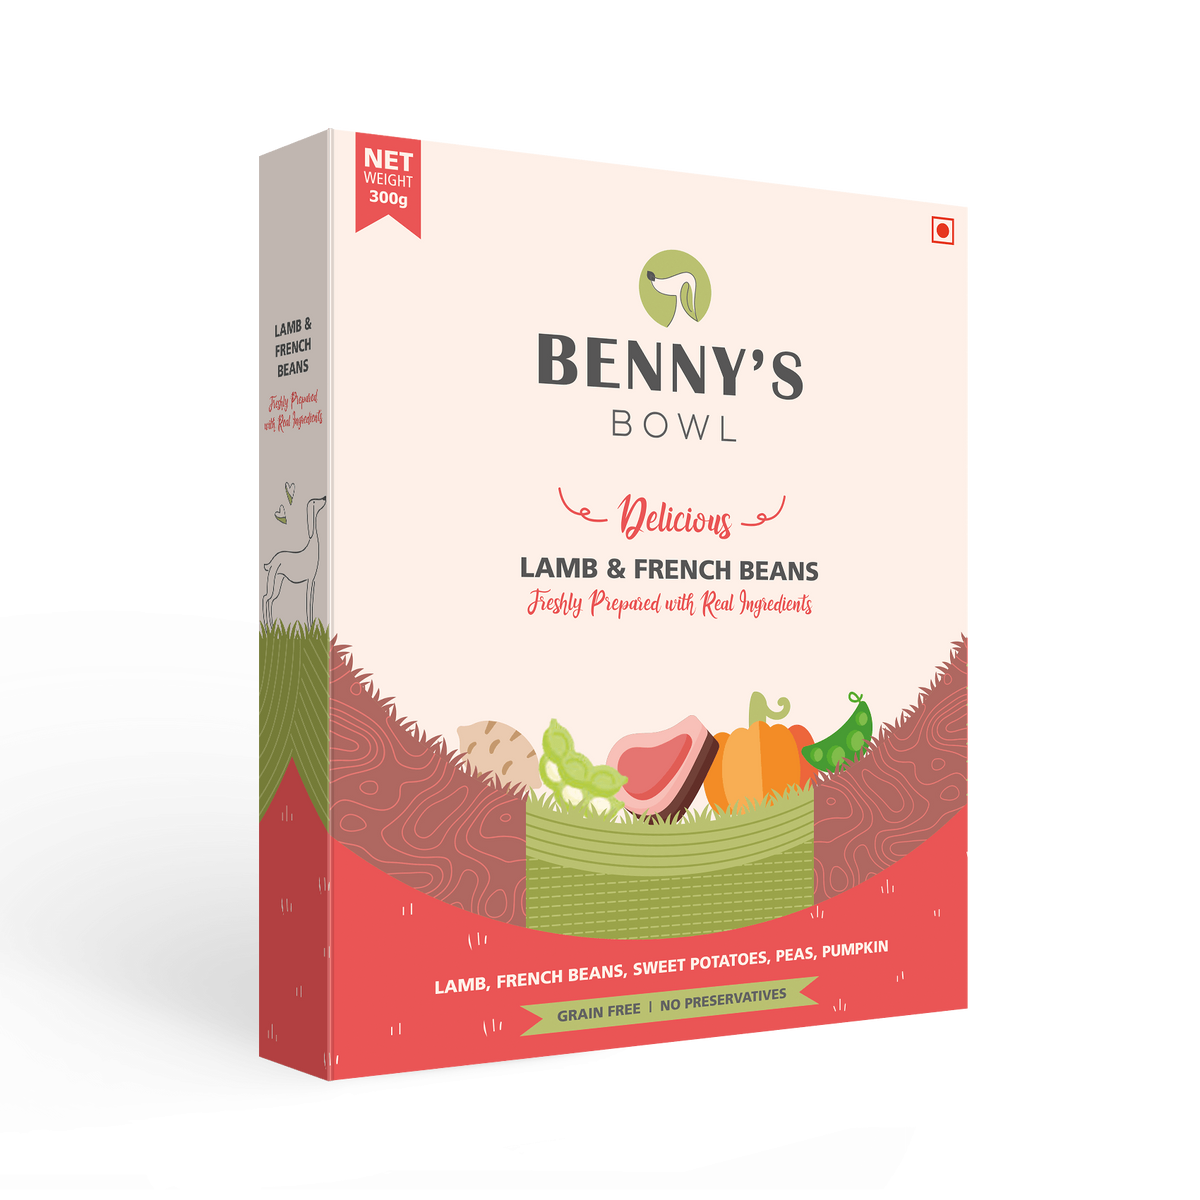 NET
WEIGHT
300g
BENNY'S
BOWL
Delicious
LAMB & FRENCH BEANS
Freshly Prepared with Real Ingredients
LAMB, FRENCH BEANS, SWEET POTATOES, PEAS, PUMPKIN
GRAIN FREE | NO PRESERVATIVES
LAMB &
FRENCH
BEANS
Freshly Prepared
with Real Ingredients